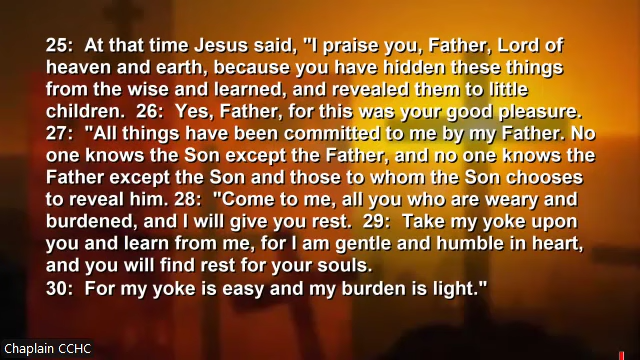 25:  At that time Jesus said, "I praise you, Father, Lord of
heaven and earth, because you have hidden these things
from the wise and learned, and revealed them to little
children.  26:  Yes, Father, for this was your good pleasure.
27:  "All things have been committed to me by my Father. No
one knows the Son except the Father, and no one knows the
Father except the Son and those to whom the Son chooses
to reveal him. 28:  "Come to me, all you who are weary and
burdened, and I will give you rest.  29:  Take my yoke upon
you and learn from me, for I am gentle and humble in heart,
and you will find rest for your souls.
30:  For my yoke is easy and my burden is light."
Chaplain CCHC